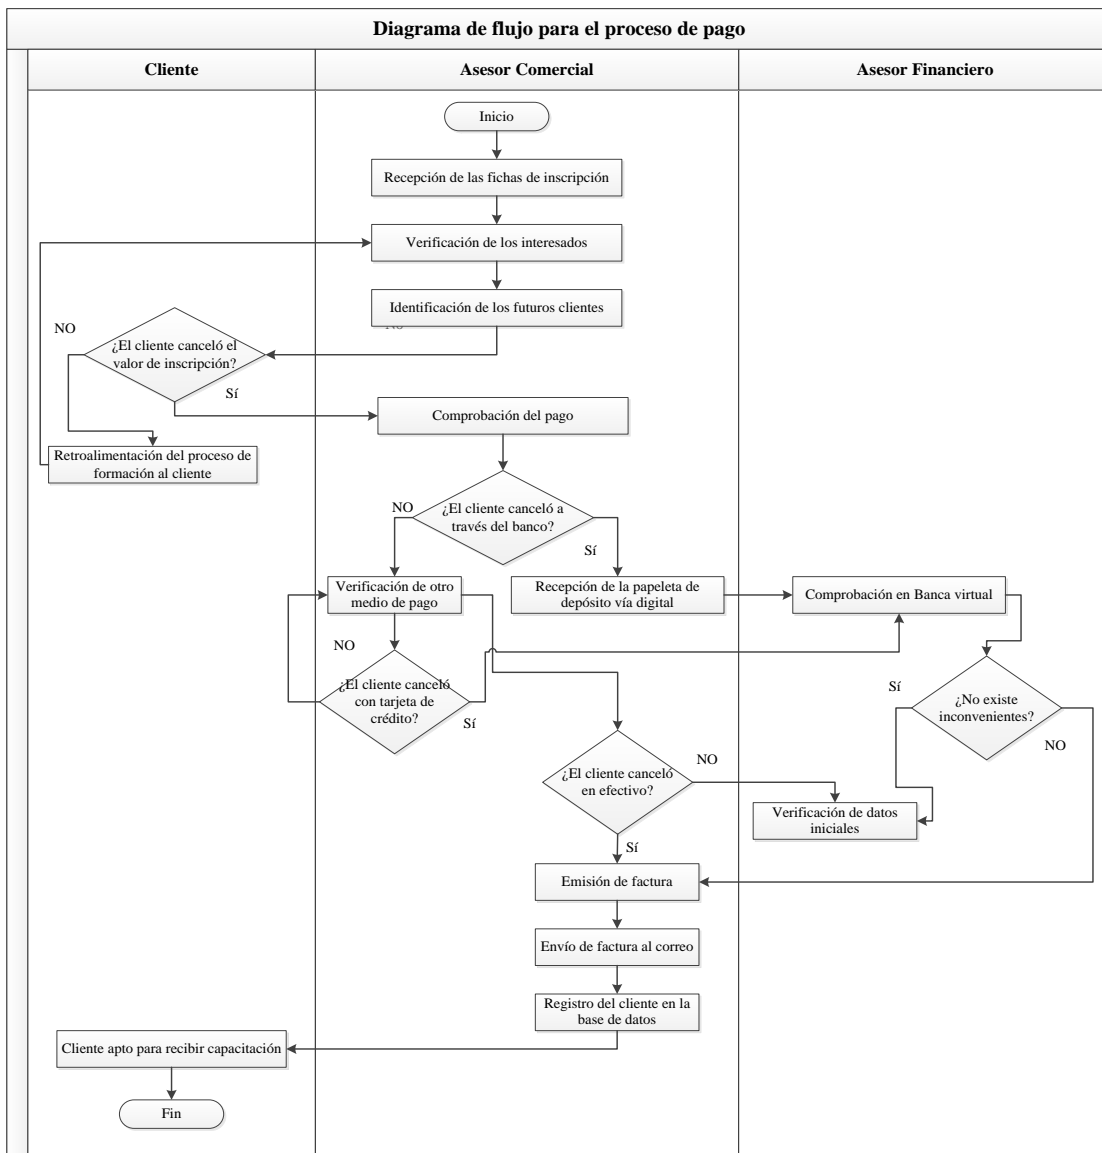 Diagrama de flujo para el proceso de pago
Cliente
Asesor Comercial
Asesor Financiero
Inicio
Recepción de las fichas de inscripción
Verificación de los interesados
Identificación de los futuros clientes
NO
¿El cliente canceló el
valor de inscripción?
Sí
Comprobación del pago
Retroalimentación del proceso de
formación al cliente
NO
¿El cliente canceló a
través del banco?
Sí
Verificación de otro
medio de pago
Recepción de la papeleta de
depósito vía digital
Comprobación en Banca virtual
NO
¿El cliente canceló
con tarjeta de
crédito?
Sí
Sí
¿No existe
inconvenientes?
NO
¿El cliente canceló
en efectivo?
NO
Verificación de datos
iniciales
Sí
Emisión de factura
Envío de factura al correo
Registro del cliente en la
base de datos
Cliente apto para recibir capacitación
Fin